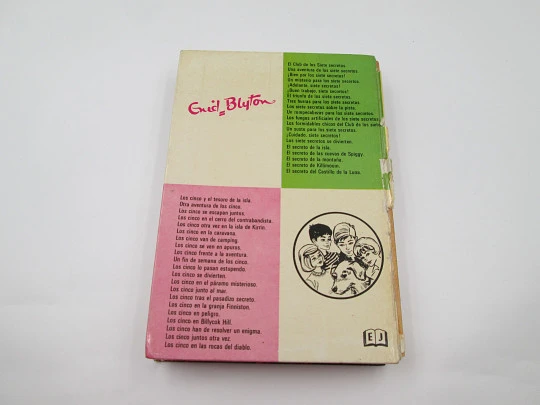 Enid Blyton
El Club de los Siete secretos.
Una aventura de los siete secretos.
¡Bien por los siete secretos!
Un misterio para los siete secretos.
¡Adelante, siete secretos!
¡Buen trabajo, siete secretos!
El triunfo de los siete secretos.
Tres hurras para los siete secretos.
Los siete secretos sobre la pista.
Un rompecabezas para los siete secretos.
Los fuegos artificiales de los siete secretos.
Los formidables chicos del Club de los siete
Un susto para los siete secretos.
¡Cuidado, siete secretos!
Los siete secretos se divierten.
El secreto de la isla.
El secreto de las cuevas de Spiggy.
El secreto de la montaña.
El secreto de Killimooin.
El secreto del Castillo de la Luna.
Los cinco y el tesoro de la isla.
Otra aventura de los cinco.
Los cinco se escapan juntos.
Los cinco en el cerro del contrabandista.
Los cinco otra vez en la isla de Kirrin.
Los cinco en la caravana.
Los cinco van de camping.
Los cinco se ven en apuros.
Los cinco frente a la aventura.
Un fin de semana de los cinco.
Los cinco lo pasan estupendo.
Los cinco se divierten.
Los cinco en el páramo misterioso.
Los cinco junto al mar.
Los cinco tras el pasadizo secreto.
Los cinco en la granja Finniston.
Los cinco en peligro.
Los cinco en Billycok Hill.
Los cinco han de resolver un enigma.
Los cinco juntos otra vez.
Los cinco en las rocas del diablo.
E J